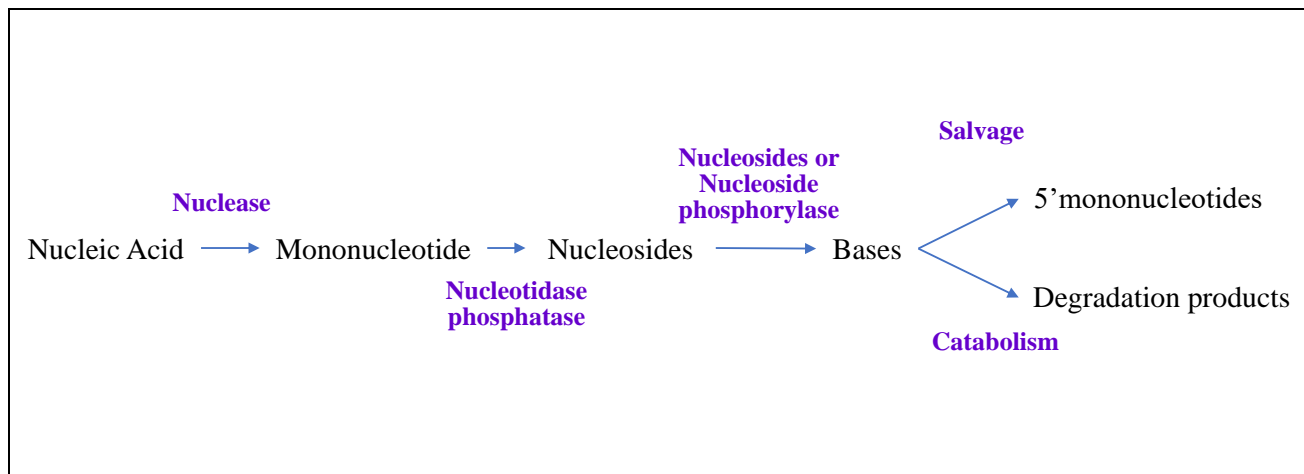 Salvage
Nucleosides or
Nucleoside
phosphorylase
Nuclease
5’mononucleotides
Nucleic Acid
Mononucleotide
Nucleosides
Bases
Nucleotidase
phosphatase
Degradation products
Catabolism